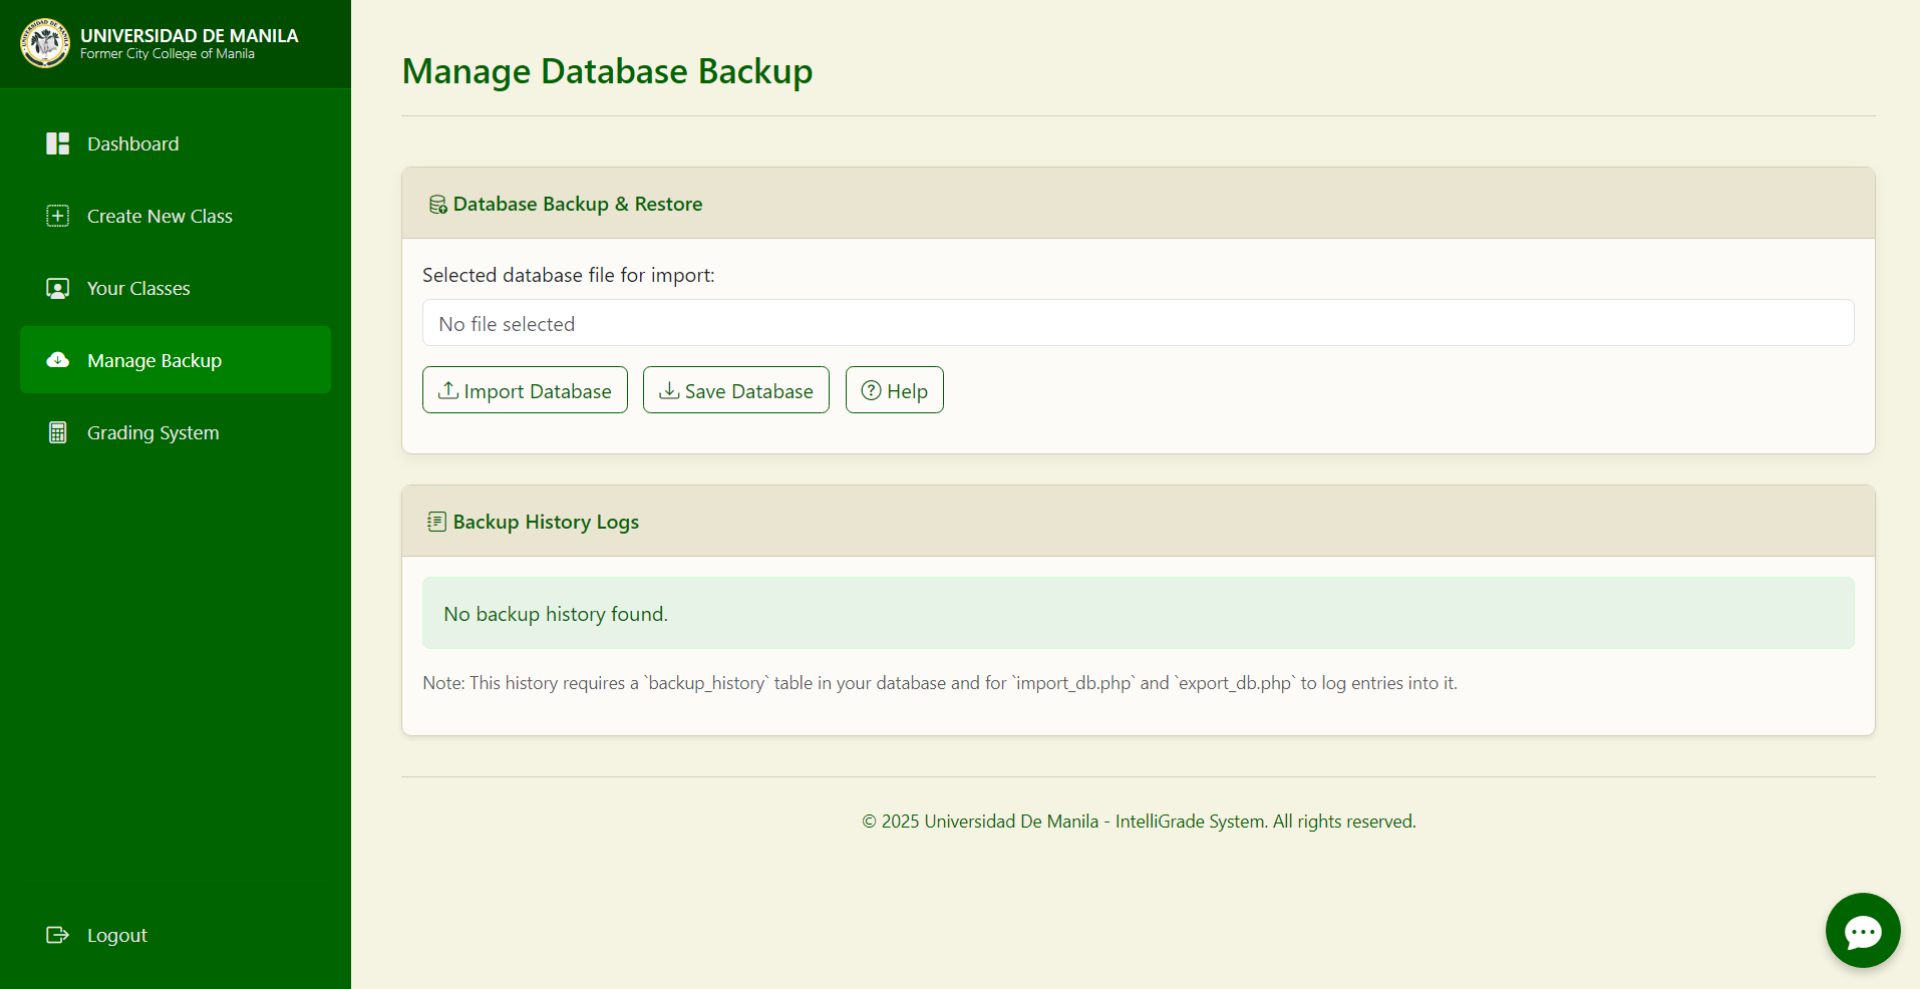 UNIVERSIDAD DE MANILA
Former City College of Manila
Dashboard
Create New Class
Your Classes
Manage Backup
Grading System
Logout
Manage Database Backup
Database Backup & Restore
Selected database file for import:
No file selected
Import Database
Save Database
Help
Backup History Logs
No backup history found.
Note: This history requires a `backup_history` table in your database and for `import_db.php` and `export_db.php` to log entries into it.
© 2025 Universidad De Manila - IntelliGrade System. All rights reserved.